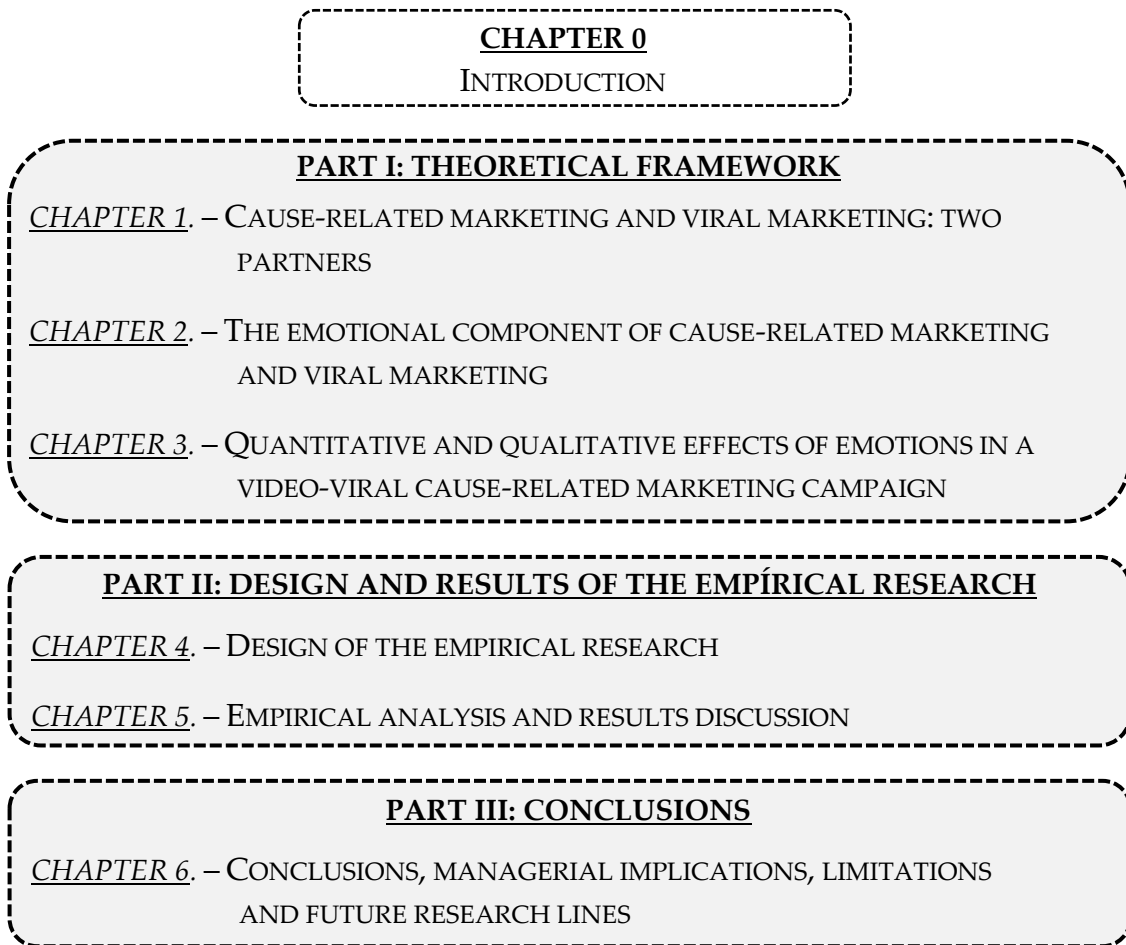 CHAPTER 0
INTRODUCTION
PART I: THEORETICAL FRAMEWORK
CHAPTER 1. – CAUSE-RELATED MARKETING AND VIRAL MARKETING: TWO
PARTNERS
CHAPTER 2. – THE EMOTIONAL COMPONENT OF CAUSE-RELATED MARKETING
AND VIRAL MARKETING
CHAPTER 3. – QUANTITATIVE AND QUALITATIVE EFFECTS OF EMOTIONS IN A
VIDEO-VIRAL CAUSE-RELATED MARKETING CAMPAIGN
PART II: DESIGN AND RESULTS OF THE EMPÍRICAL RESEARCH
CHAPTER 4. – DESIGN OF THE EMPIRICAL RESEARCH
CHAPTER 5. – EMPIRICAL ANALYSIS AND RESULTS DISCUSSION
PART III: CONCLUSIONS
CHAPTER 6. – CONCLUSIONS, MANAGERIAL IMPLICATIONS, LIMITATIONS
AND FUTURE RESEARCH LINES